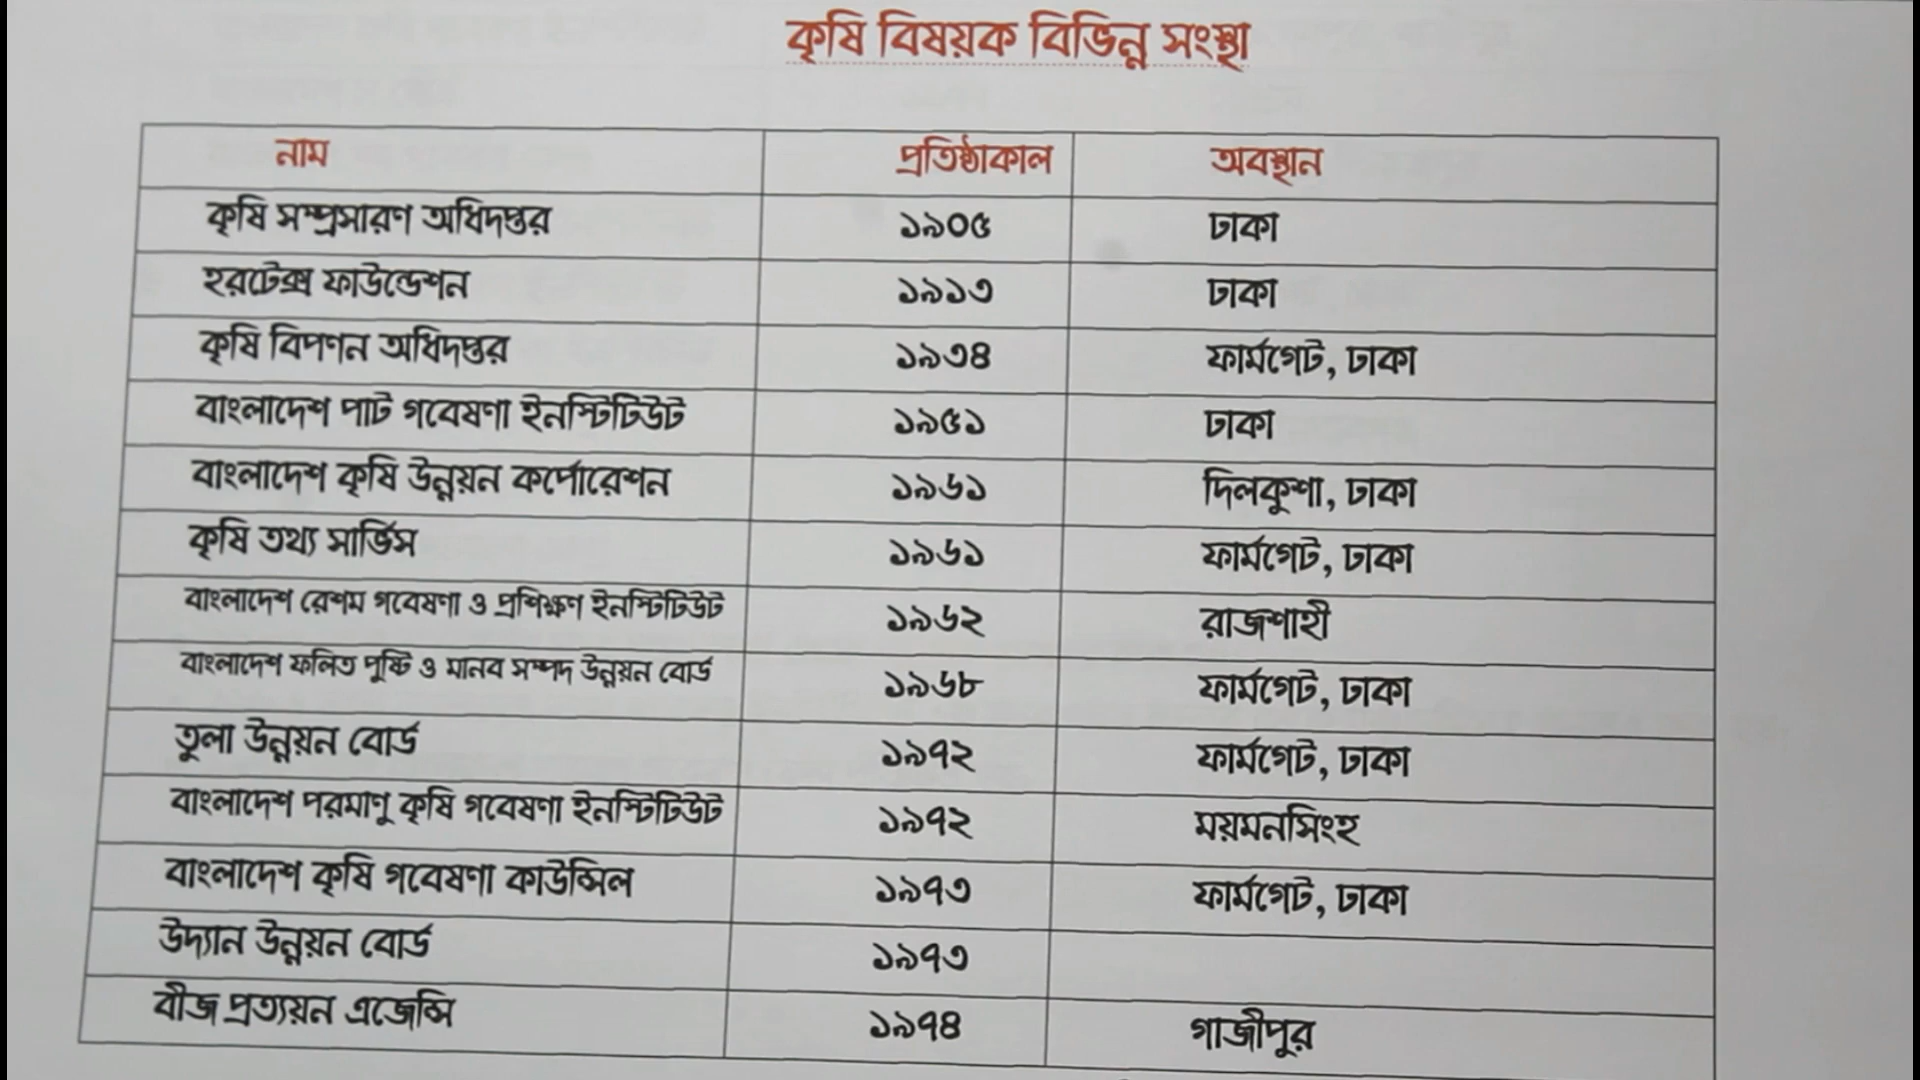 কৃষি বিষয়ক বিভিন্ন সংস্থা
নাম প্রতিষ্ঠাকাল অবস্থান
কৃষি সম্প্রসারণ অধিদপ্তর ১৯০৫ ঢাকা
হরটেক্স ফাউন্ডেশন ১৯১৩ ঢাকা
কৃষি বিপণন অধিদপ্তর ১৯৩৪ ফার্মগেট, ঢাকা
বাংলাদেশ পাট গবেষণা ইনস্টিটিউট ১৯৫১ ঢাকা
বাংলাদেশ কৃষি উন্নয়ন কর্পোরেশন ১৯৬১ দিলকুশা, ঢাকা
কৃষি তথ্য সার্ভিস ১৯৬১ ফার্মগেট, ঢাকা
বাংলাদেশ রেশম গবেষণা ও প্রশিক্ষণ ইনস্টিটিউট ১৯৬২ রাজশাহী
বাংলাদেশ ফলিত পুষ্টি ও মানব সম্পদ উন্নয়ন বোর্ড ১৯৬৮ ফার্মগেট, ঢাকা
তুলা উন্নয়ন বোর্ড ১৯৭২ ফার্মগেট, ঢাকা
বাংলাদেশ পরমাণু কৃষি গবেষণা ইনস্টিটিউট ১৯৭২ ময়মনসিংহ
বাংলাদেশ কৃষি গবেষণা কাউন্সিল ১৯৭৩ ফার্মগেট, ঢাকা
উদ্যান উন্নয়ন বোর্ড ১৯৭৩
বীজ প্রত্যয়ন এজেন্সি ১৯৭৪ গাজীপুর